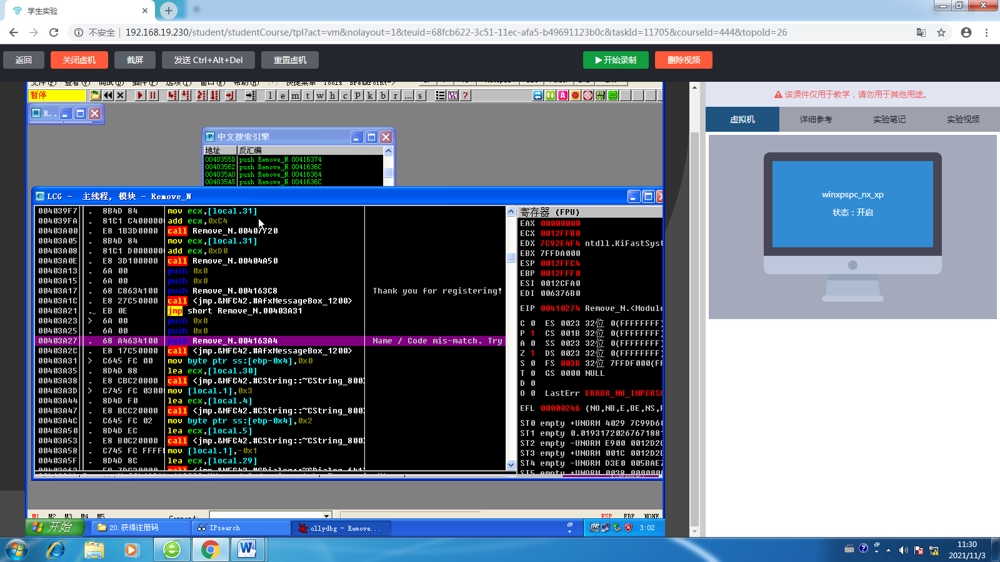 学生实验
不安全 192.168.19.230/student/studentCourse/tpl?act=vm&nolayout=1&teuid=68fcb622-3c51-11ec-afa5-b49691123b0c&taskId=11705&courseId=444&topoId=26
返回 关闭虚机 截屏 发送 Ctrl+Alt+Del 重置虚机 开始录制 删除视频
暂停 l e m t w h c p k b r ... s ?
R..
中文搜索引擎
地址 反汇编
0040355D push Remove_N.00416374
00403562 push Remove_N.0041636C
004035A0 push Remove_N.00416364
004035A5 push Remove_N.0041636C
LCG - 主线程, 模块 - Remove_N
004039F7 . 8B4D 84 mov ecx,[local.31]
004039FA . 81C1 C4000000 add ecx,0xC4
00403A00 . E8 1B3D0000 call Remove_N.00407720
00403A05 . 8B4D 84 mov ecx,[local.31]
00403A08 . 81C1 D0000000 add ecx,0xD0
00403A0E . E8 3D100000 call Remove_N.00404A50
00403A13 . 6A 00 push 0x0
00403A15 . 6A 00 push 0x0
00403A17 . 68 C8634100 push Remove_N.004163C8 Thank you for registering!
00403A1C . E8 27C50000 call <jmp.&MFC42.#AfxMessageBox_1200>
00403A21 . EB 0E jmp short Remove_N.00403A31
00403A23 > 6A 00 push 0x0
00403A25 . 6A 00 push 0x0
00403A27 . 68 A4634100 push Remove_N.004163A4 Name / Code mis-match. Try
00403A2C . E8 17C50000 call <jmp.&MFC42.#AfxMessageBox_1200>
00403A31 > C645 FC 00 mov byte ptr ss:[ebp-0x4],0x0
00403A35 . 8D4D 88 lea ecx,[local.30]
00403A38 . E8 CBC20000 call <jmp.&MFC42.#CString::~CString_800>
00403A3D > C745 FC 03000 mov [local.1],0x3
00403A44 . 8D4D F0 lea ecx,[local.4]
00403A47 . E8 BCC20000 call <jmp.&MFC42.#CString::~CString_800>
00403A4C . C645 FC 02 mov byte ptr ss:[ebp-0x4],0x2
00403A50 . 8D4D EC lea ecx,[local.5]
00403A53 . E8 B0C20000 call <jmp.&MFC42.#CString::~CString_800>
00403A58 . C745 FC FFFFF mov [local.1],-0x1
00403A5F . 8D4D 8C lea ecx,[local.29]
寄存器 (FPU)
EAX 00000000
ECX 0012FFB0
EDX 7C92E4F4 ntdll.KiFastSyst
EBX 7FFDA000
ESP 0012FFC4
EBP 0012FFF0
ESI 0012CFA0
EDI 006376B0
EIP 00410274 Remove_N.<Module
C 0 ES 0023 32位 0(FFFFFFFF)
P 1 CS 001B 32位 0(FFFFFFFF)
A 0 SS 0023 32位 0(FFFFFFFF)
Z 1 DS 0023 32位 0(FFFFFFFF)
S 0 FS 003B 32位 7FFDF000(FF
T 0 GS 0000 NULL
D 0
O 0 LastErr ERROR_NO_IMPERSO
EFL 00000246 (NO,NB,E,BE,NS,
ST0 empty +UNORM 4029 7C99D6
ST1 empty 0.0193172026767188
ST2 empty -UNORM E900 0012D2
ST3 empty +UNORM 001C 0012D2
ST4 empty -UNORM D3E0 005BAE
M1 M2 M3 M4 M5 ESP EBP NONE
开始 20. 获得注册码 IPsearch ollydbg - Remove... 3:02
该课件仅用于教学，请勿用于其他用途。
虚拟机 详细参考 实验笔记 实验视频
winxpspc_nx_xp
状态：开启
11:30
2021/11/3